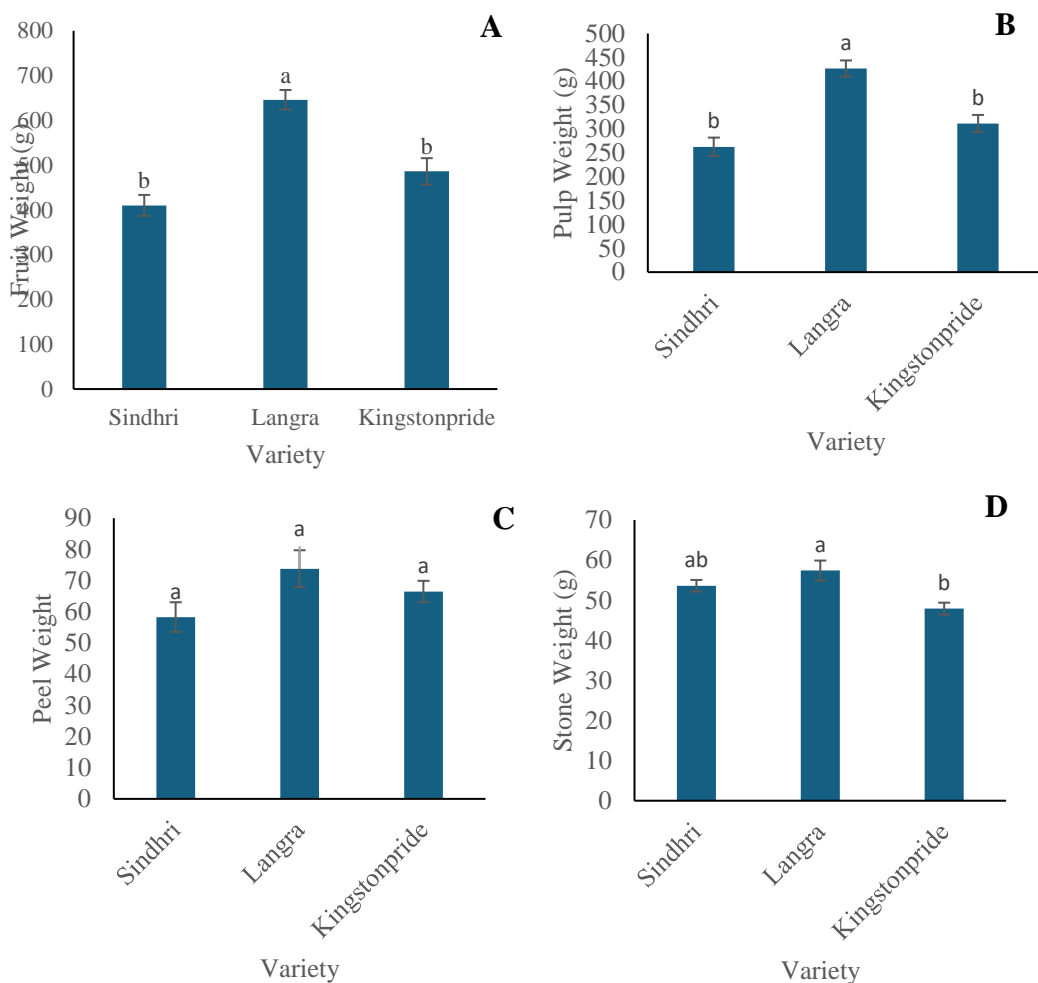 A
Fruit Weight (g)
800
700
600
500
400
300
200
100
0
b
a
b
Sindhri Langra Kingstonpride
Variety
B
Pulp Weight (g)
500
450
400
350
300
250
200
150
100
50
0
b
a
b
Sindhri
Langra
Kingstonpride
Variety
C
Peel Weight
90
80
70
60
50
40
30
20
10
0
a
a
a
Sindhri
Langra
Kingstonpride
Variety
D
Stone Weight (g)
70
60
50
40
30
20
10
0
ab
a
b
Sindhri
Langra
Kingstonpride
Variety